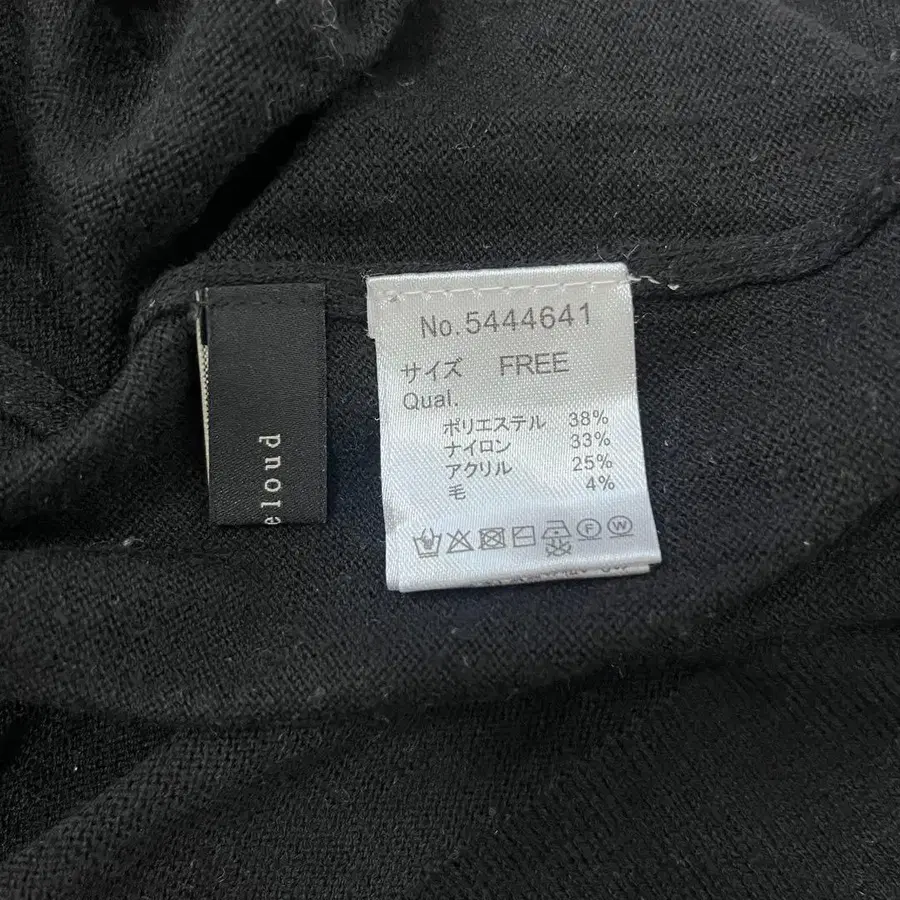 No.5444641
サイズ FREE
Qual.
ポリエステル 38%
ナイロン 33%
アクリル 25%
毛 4%
F W